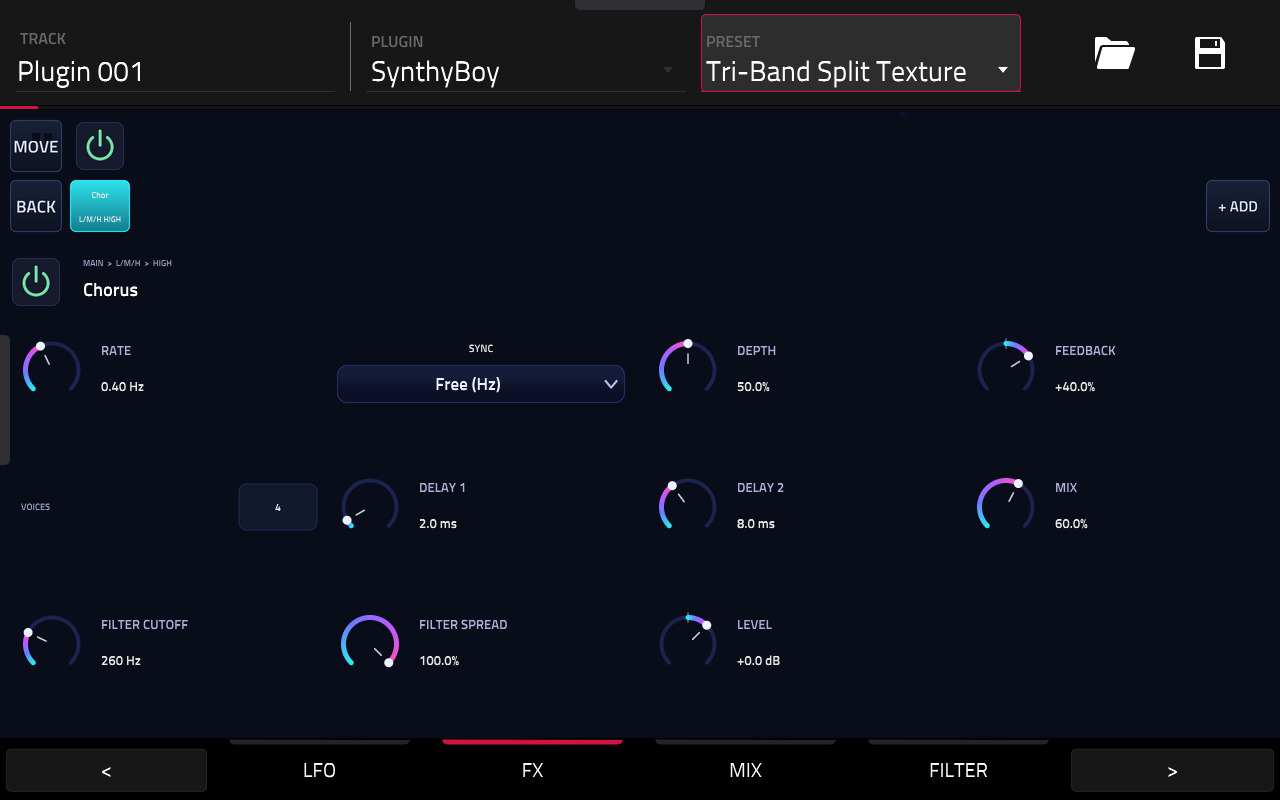 TRACK
Plugin 001
PLUGIN
SynthyBoy
PRESET
Tri-Band Split Texture
MOVE
BACK
Chor
L/M/H HIGH
+ ADD
MAIN > L/M/H > HIGH
Chorus
RATE
0.40 Hz
SYNC
Free (Hz)
DEPTH
50.0%
FEEDBACK
+40.0%
VOICES
4
DELAY 1
2.0 ms
DELAY 2
8.0 ms
MIX
60.0%
FILTER CUTOFF
260 Hz
FILTER SPREAD
100.0%
LEVEL
+0.0 dB
<
LFO
FX
MIX
FILTER
>